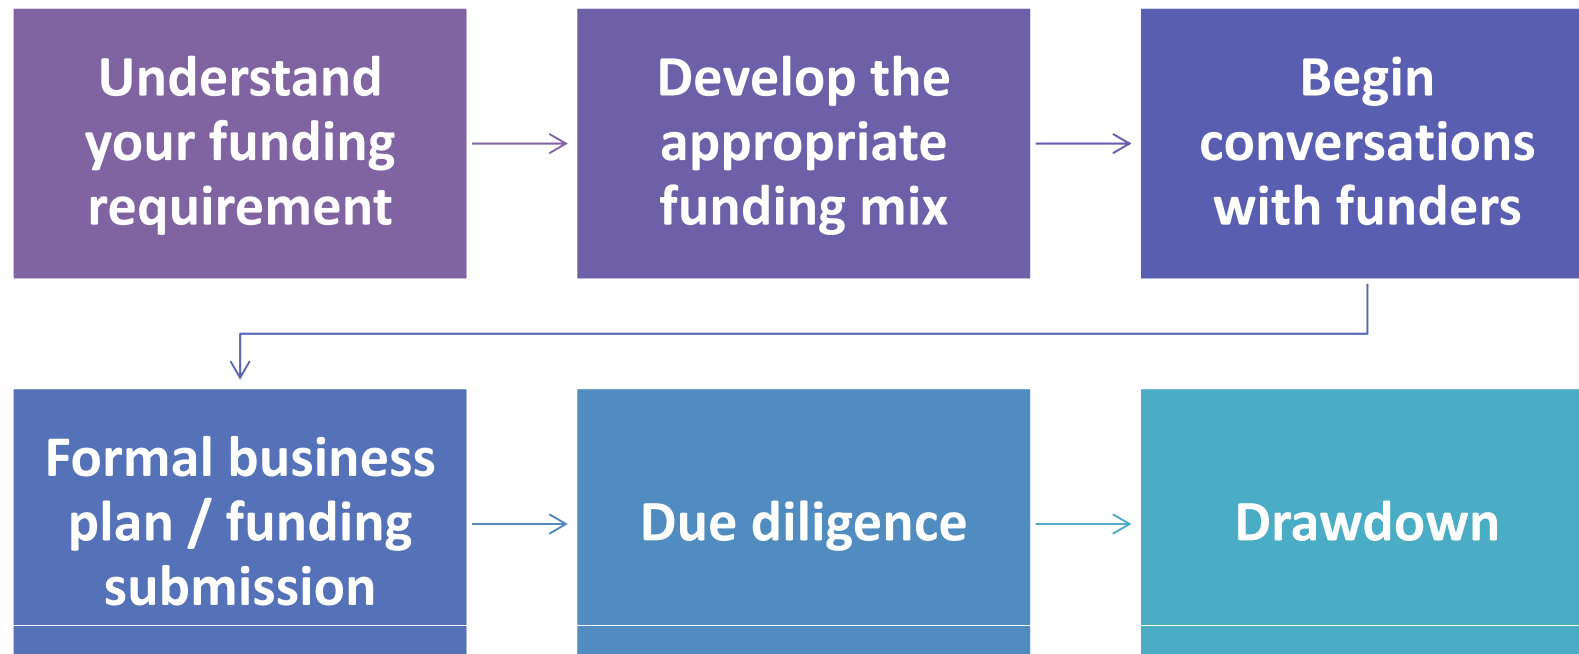 Understand
your funding
requirement
Develop the
appropriate
funding mix
Begin
conversations
with funders
Formal business
plan / funding
submission
Due diligence
Drawdown